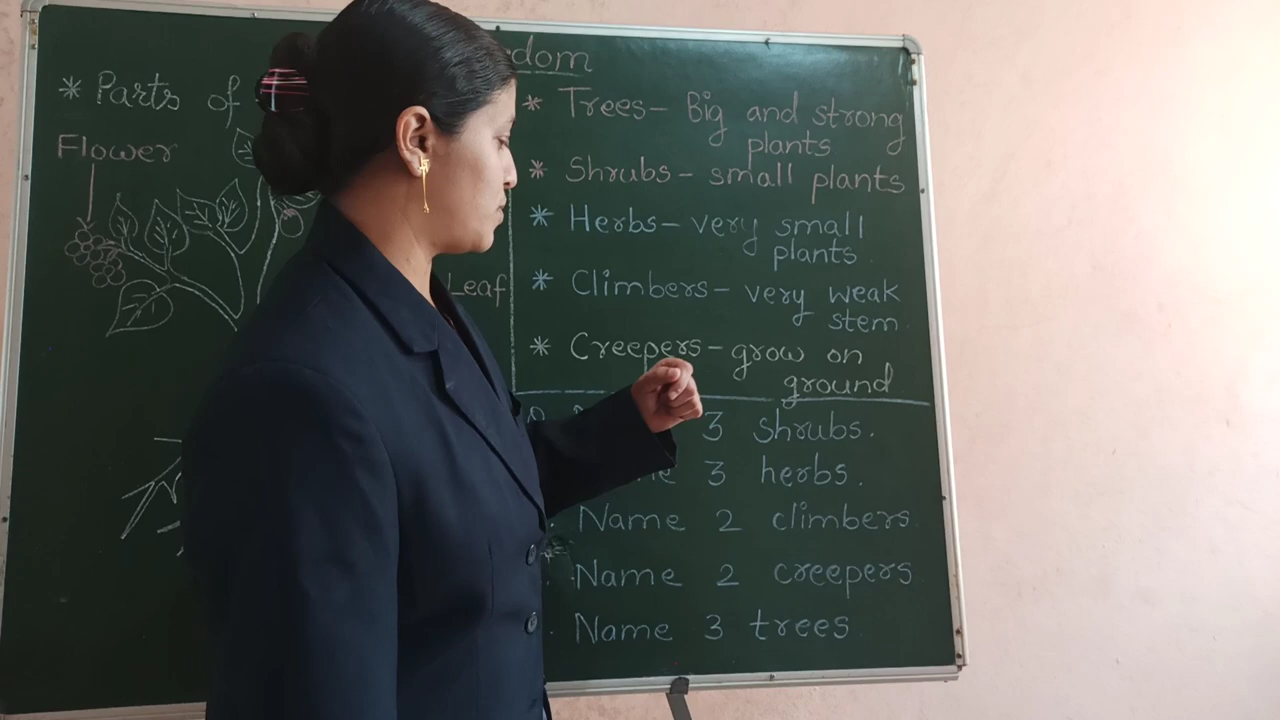 dom
* Parts of
Flower
Leaf
* Trees- Big and strong
plants
* Shrubs- small plants
* Herbs- very small
plants
* Climbers- very weak
stem
* Creepers- grow on
ground
3 shrubs.
3 herbs.
Name 2 climbers
Name 2 creepers
Name 3 trees